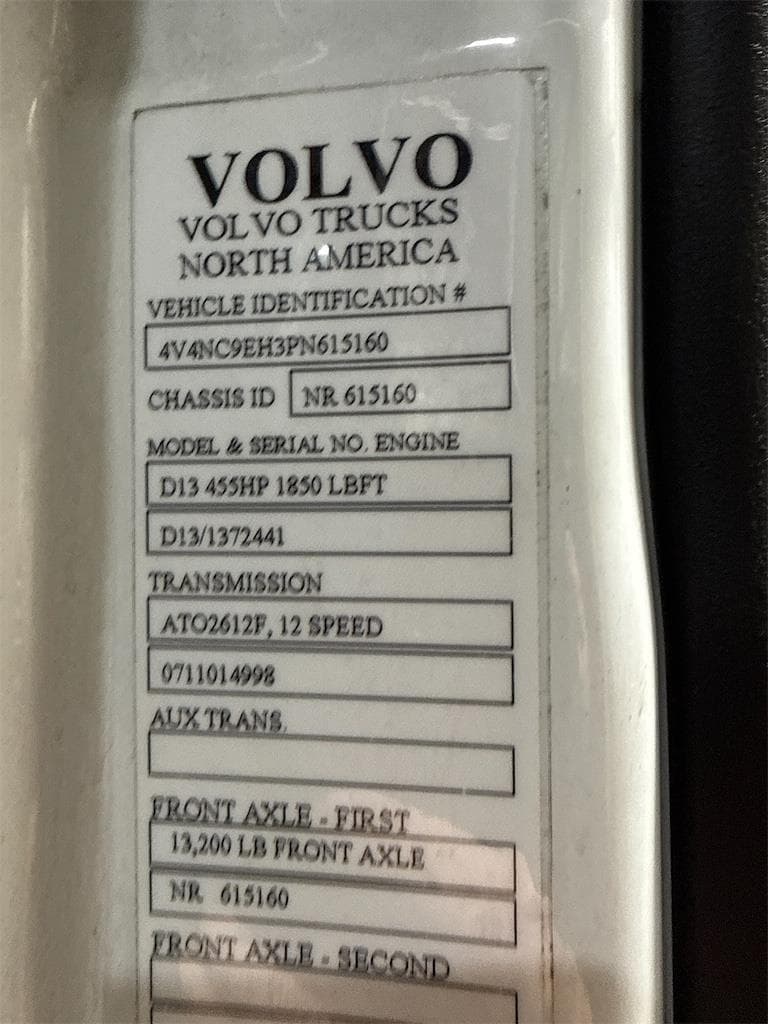 VOLVO
VOLVO TRUCKS
NORTH AMERICA
VEHICLE IDENTIFICATION #
4V4NC9EH3PN615160
CHASSIS ID NR 615160
MODEL & SERIAL NO. ENGINE
D13 455HP 1850 LBFT
D13/1372441
TRANSMISSION
ATO2612F, 12 SPEED
0711014998
AUX TRANS.
FRONT AXLE - FIRST
13,200 LB FRONT AXLE
NR 615160
FRONT AXLE - SECOND